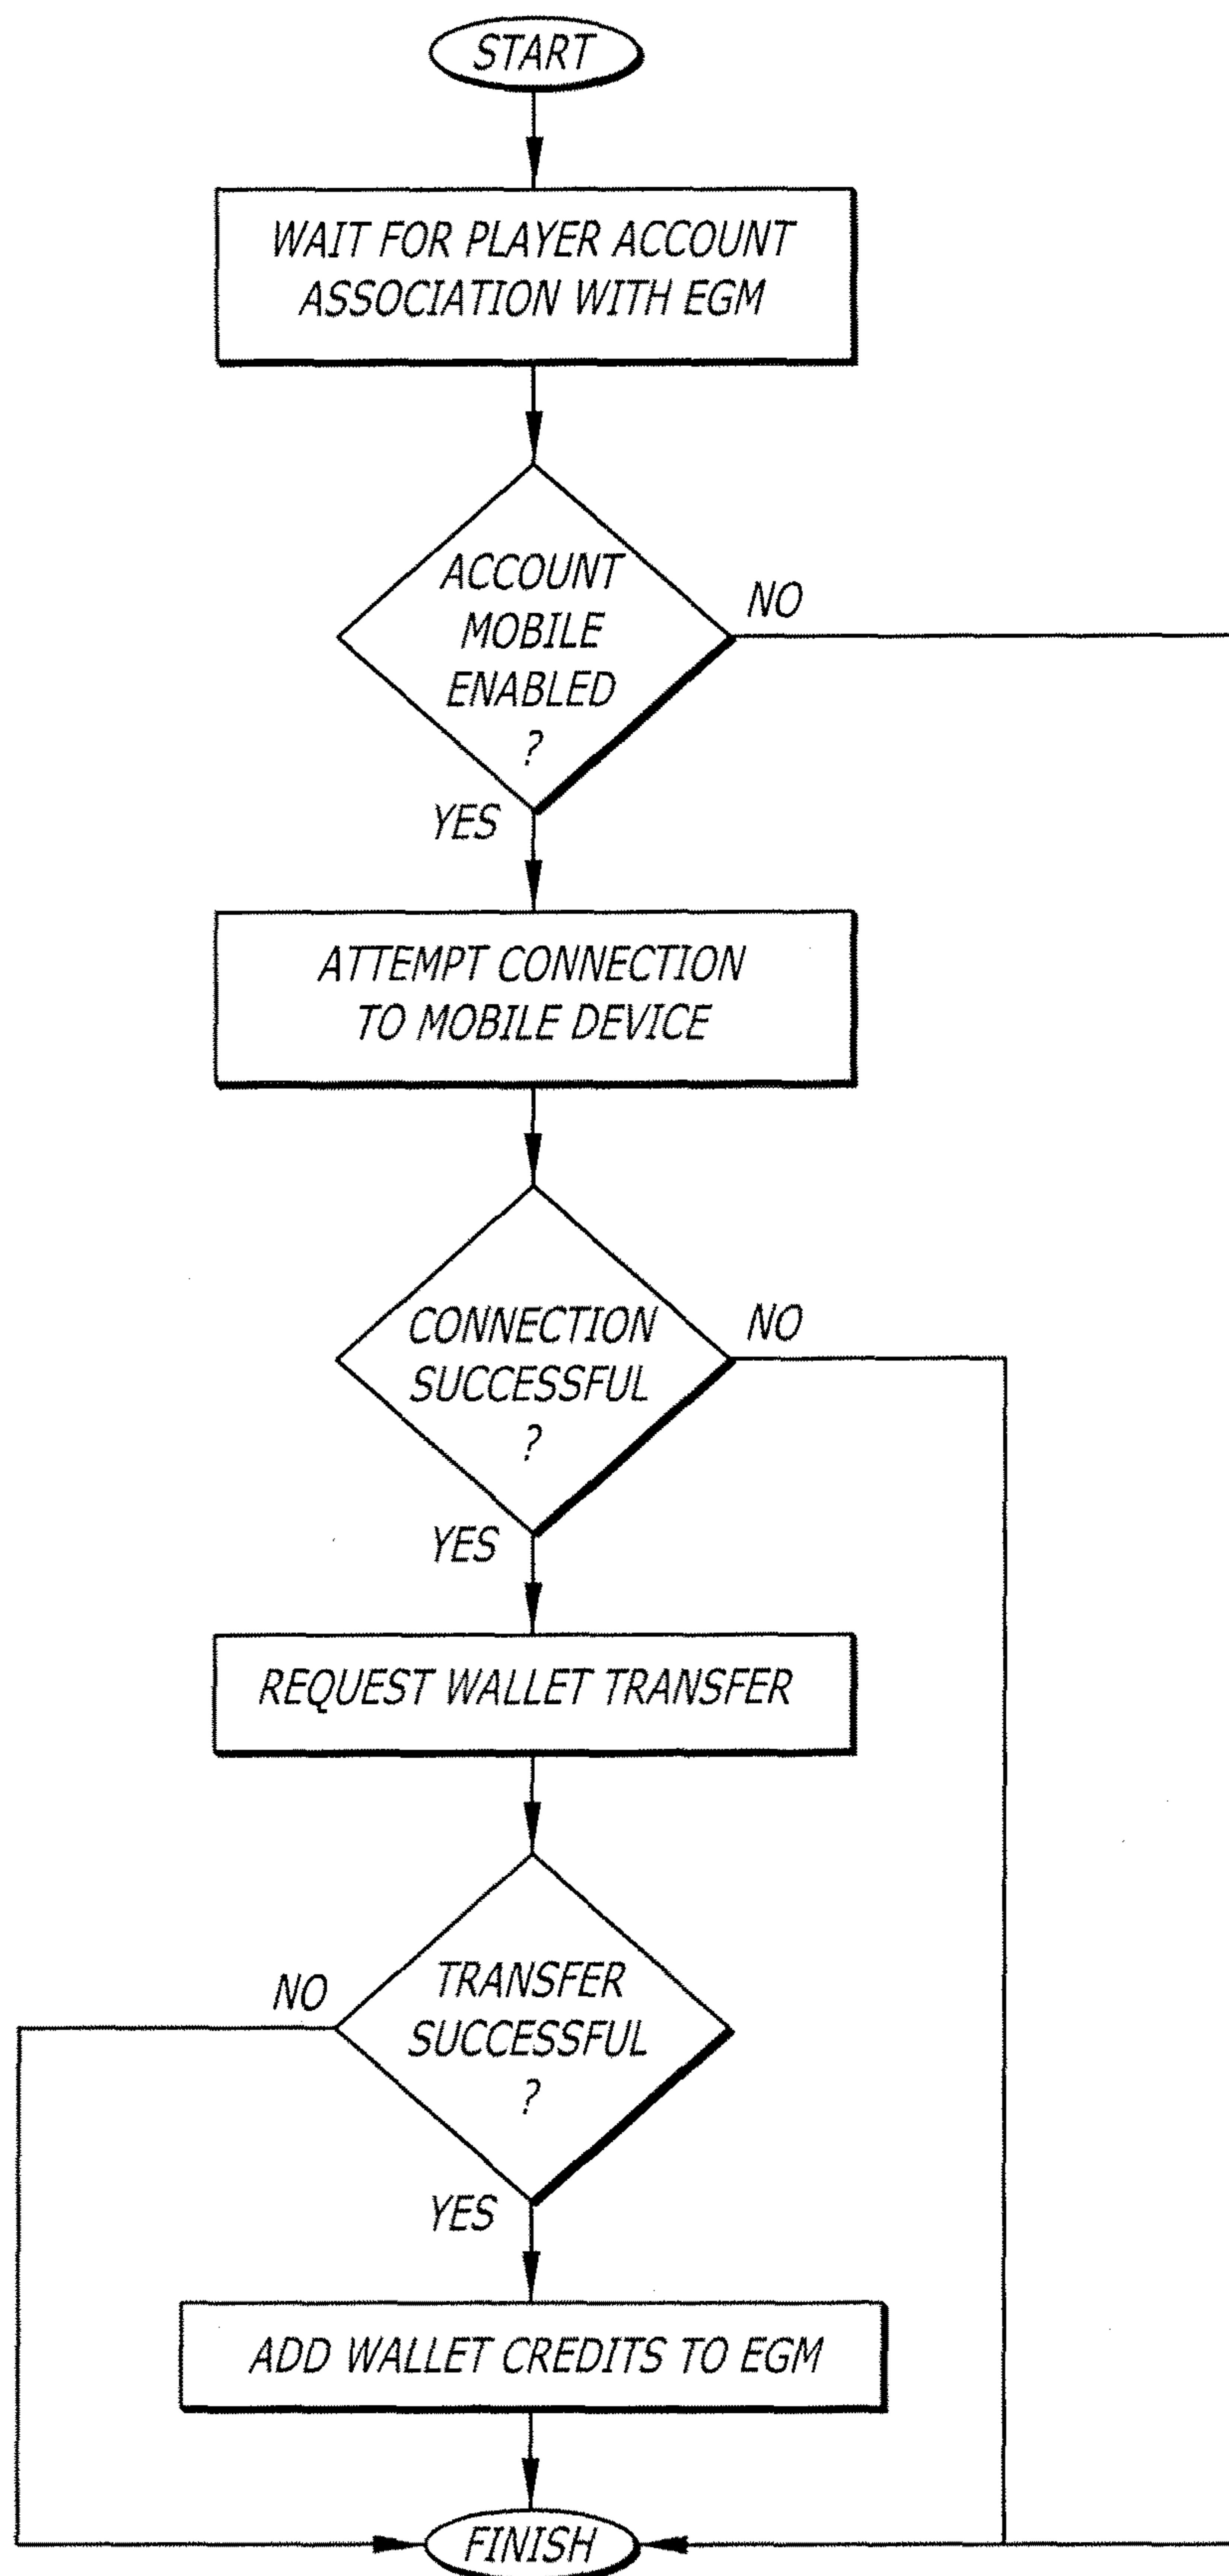 START
WAIT FOR PLAYER ACCOUNT
ASSOCIATION WITH EGM
ACCOUNT
MOBILE
ENABLED
?
NO
YES
ATTEMPT CONNECTION
TO MOBILE DEVICE
CONNECTION
SUCCESSFUL
?
NO
YES
REQUEST WALLET TRANSFER
TRANSFER
SUCCESSFUL
?
NO
YES
ADD WALLET CREDITS TO EGM
FINISH